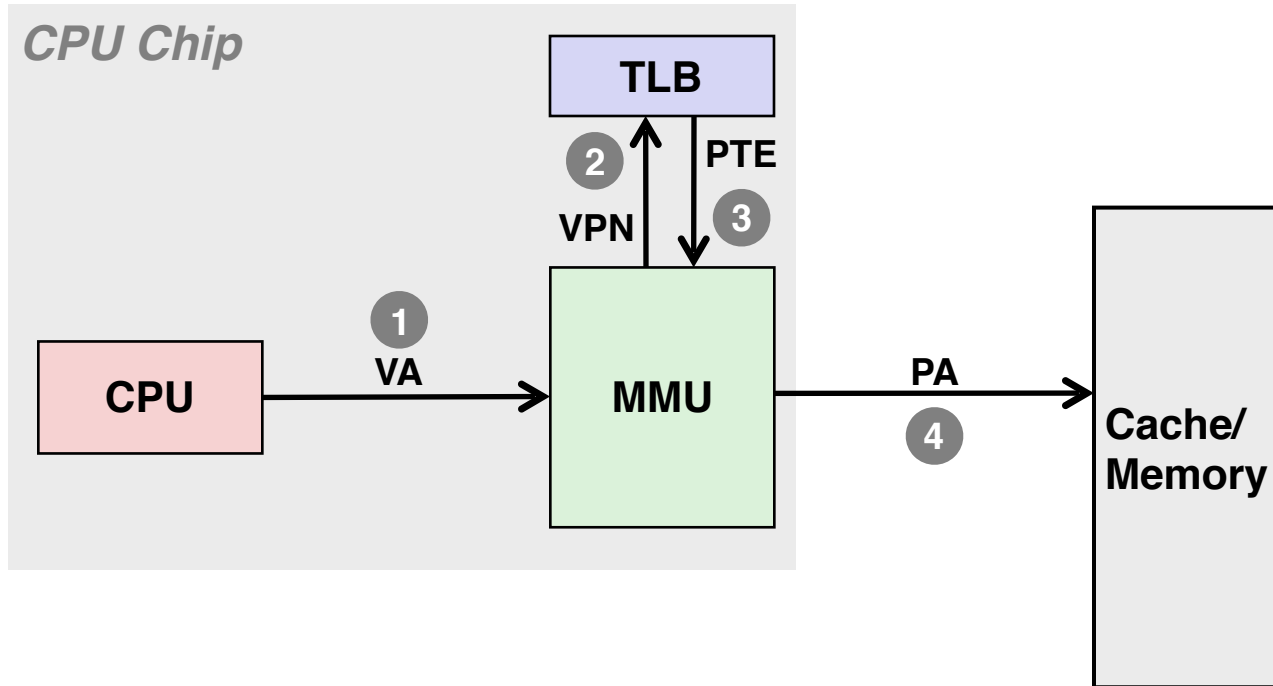 CPU Chip
TLB
2
PTE
VPN
3
1
VA
CPU
MMU
PA
4
Cache/
Memory